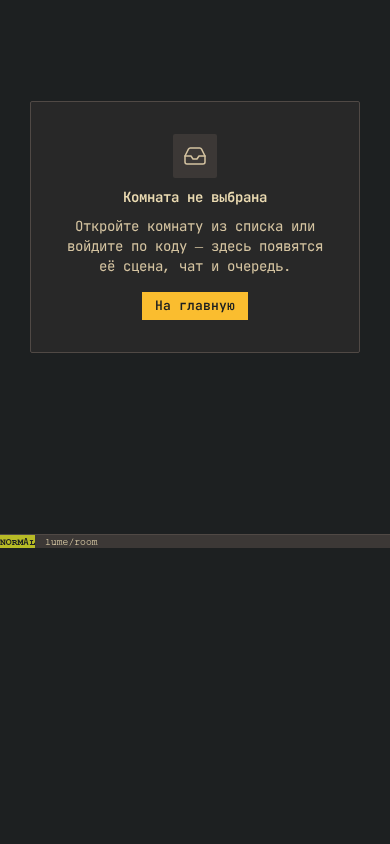 Комната не выбрана
Откройте комнату из списка или
войдите по коду — здесь появятся
её сцена, чат и очередь.
На главную
NORMAL lume/room